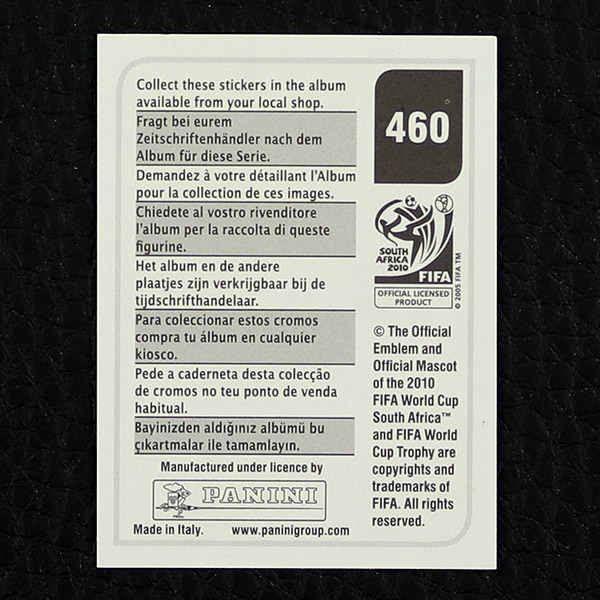 Collect these stickers in the album
available from your local shop.
Fragt bei eurem
Zeitschriftenhändler nach dem
Album für diese Serie.
Demandez à votre détaillant l'Album
pour la collection de ces images.
Chiedete al vostro rivenditore
l'album per la raccolta di queste
figurine.
Het album en de andere
plaatjes zijn verkrijgbaar bij de
tijdschrifthandelaar.
Para coleccionar estos cromos
compra tu álbum en cualquier
kiosco.
Pede a caderneta desta colecção
de cromos no teu ponto de venda
habitual.
Bayinizden aldığınız albümü bu
çıkartmalar ile tamamlayın.
Manufactured under licence by
PANINI
Made in Italy. www.paninigroup.com
460
SOUTH
AFRICA
2010
FIFA
OFFICIAL LICENSED
PRODUCT
© 2005 FIFA TM
© The Official
Emblem and
Official Mascot
of the 2010
FIFA World Cup
South Africa™
and FIFA World
Cup Trophy are
copyrights and
trademarks of
FIFA. All rights
reserved.